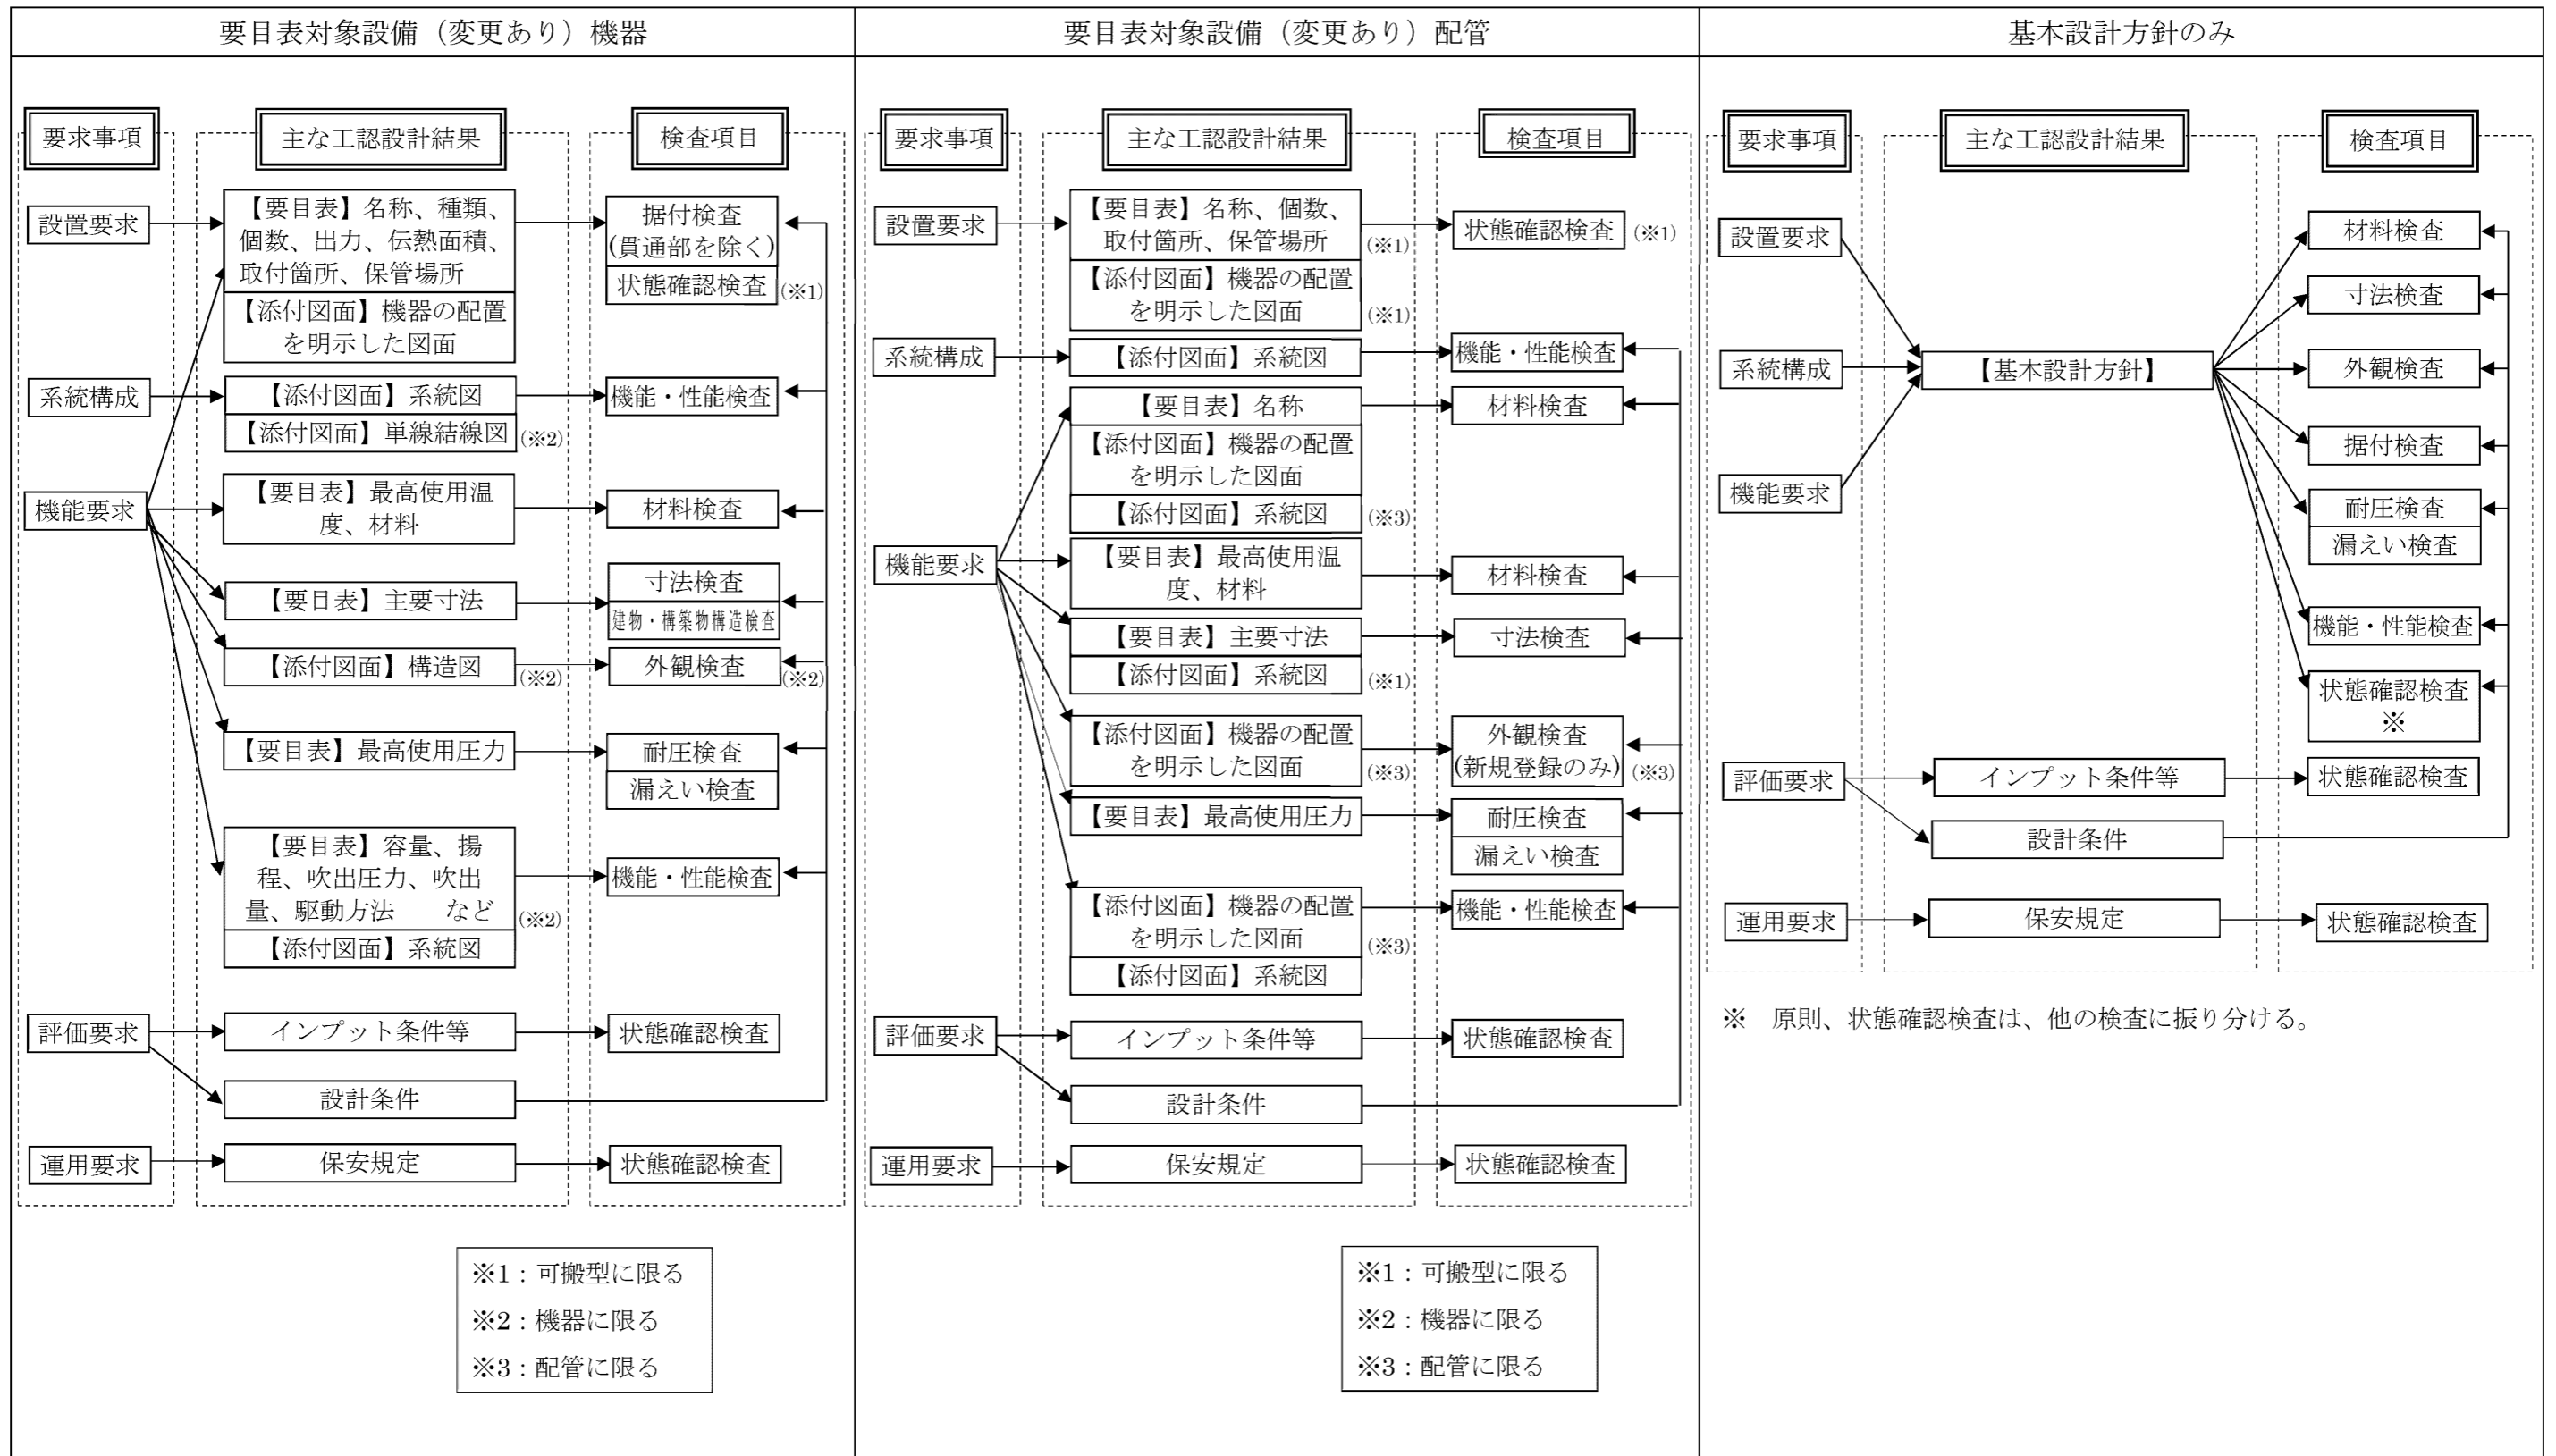 要目表対象設備（変更あり）機器
要求事項
主な工認設計結果
検査項目
設置要求
【要目表】名称、種類、
個数、出力、伝熱面積、
取付箇所、保管場所
【添付図面】機器の配置
を明示した図面
据付検査
(貫通部を除く)
状態確認検査
(※1)
系統構成
【添付図面】系統図
【添付図面】単線結線図
(※2)
機能・性能検査
機能要求
【要目表】最高使用温
度、材料
材料検査
【要目表】主要寸法
寸法検査
建物・構築物構造検査
【添付図面】構造図
(※2)
外観検査
(※2)
【要目表】最高使用圧力
耐圧検査
漏えい検査
【要目表】容量、揚
程、吹出圧力、吹出
量、駆動方法　など
(※2)
【添付図面】系統図
機能・性能検査
評価要求
インプット条件等
状態確認検査
設計条件
運用要求
保安規定
状態確認検査
※1：可搬型に限る
※2：機器に限る
※3：配管に限る
要目表対象設備（変更あり）配管
要求事項
主な工認設計結果
検査項目
設置要求
【要目表】名称、個数、
取付箇所、保管場所
(※1)
【添付図面】機器の配置
を明示した図面
(※1)
状態確認検査
(※1)
系統構成
【添付図面】系統図
機能・性能検査
機能要求
【要目表】名称
【添付図面】機器の配置
を明示した図面
【添付図面】系統図
(※3)
材料検査
【要目表】最高使用温
度、材料
材料検査
【要目表】主要寸法
【添付図面】系統図
(※1)
寸法検査
【添付図面】機器の配置
を明示した図面
(※3)
外観検査
(新規登録のみ)
(※3)
【要目表】最高使用圧力
耐圧検査
漏えい検査
【添付図面】機器の配置
を明示した図面
(※3)
【添付図面】系統図
機能・性能検査
評価要求
インプット条件等
状態確認検査
設計条件
運用要求
保安規定
状態確認検査
※1：可搬型に限る
※2：機器に限る
※3：配管に限る
基本設計方針のみ
要求事項
主な工認設計結果
検査項目
設置要求
系統構成
機能要求
【基本設計方針】
材料検査
寸法検査
外観検査
据付検査
耐圧検査
漏えい検査
機能・性能検査
状態確認検査
※
評価要求
インプット条件等
状態確認検査
設計条件
運用要求
保安規定
状態確認検査
※　原則、状態確認検査は、他の検査に振り分ける。